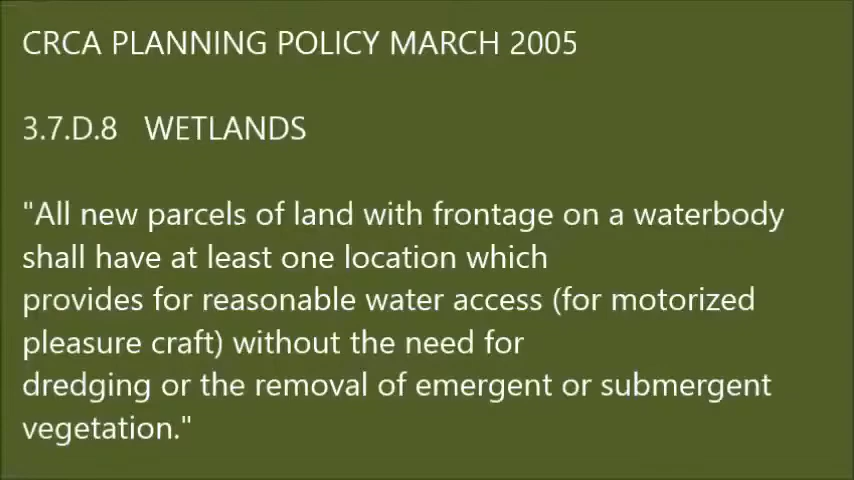 CRCA PLANNING POLICY MARCH 2005
3.7.D.8 WETLANDS
"All new parcels of land with frontage on a waterbody
shall have at least one location which
provides for reasonable water access (for motorized
pleasure craft) without the need for
dredging or the removal of emergent or submergent
vegetation."